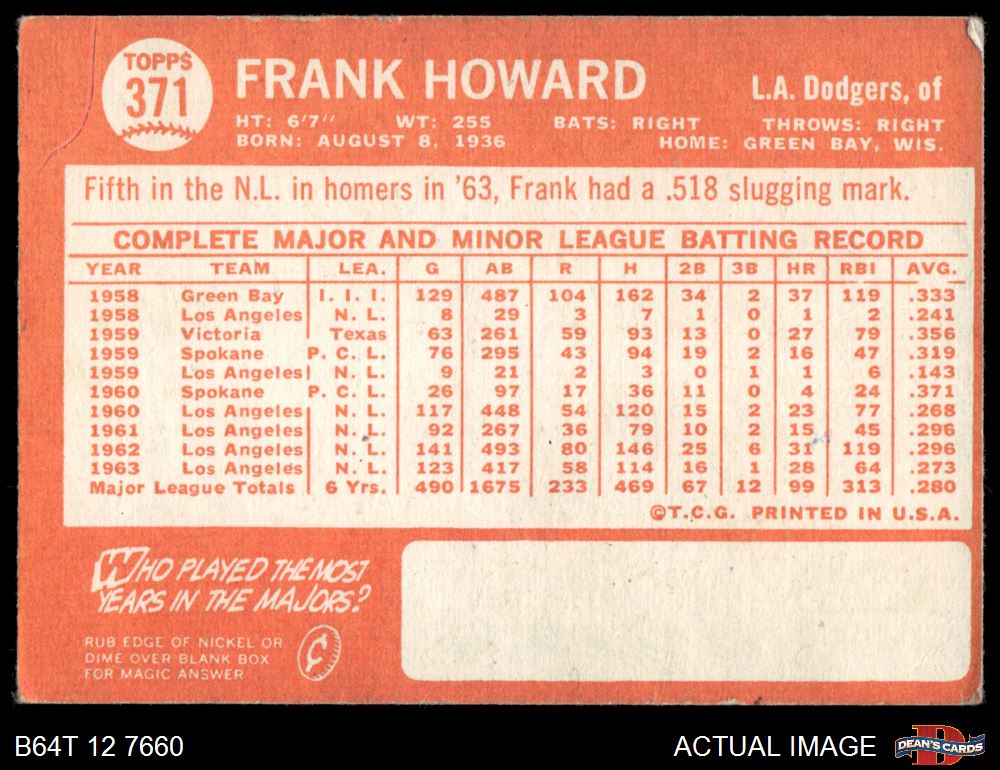 TOPPS
371
FRANK HOWARD
L.A. Dodgers, of
HT: 6'7" WT: 255 BATS: RIGHT THROWS: RIGHT
BORN: AUGUST 8, 1936 HOME: GREEN BAY, WIS.
Fifth in the N.L. in homers in '63, Frank had a .518 slugging mark.
COMPLETE MAJOR AND MINOR LEAGUE BATTING RECORD
YEAR TEAM LEA. G AB R H 2B 3B HR RBI AVG.
1958 Green Bay I. I. I. 129 487 104 162 34 2 37 119 .333
1958 Los Angeles N. L. 8 29 3 7 1 0 1 2 .241
1959 Victoria Texas 63 261 59 93 13 0 27 79 .356
1959 Spokane P. C. L. 76 295 43 94 19 2 16 47 .319
1959 Los Angeles N. L. 9 21 2 3 0 1 1 6 .143
1960 Spokane P. C. L. 26 97 17 36 11 0 4 24 .371
1960 Los Angeles N. L. 117 448 54 120 15 2 23 77 .268
1961 Los Angeles N. L. 92 267 36 79 10 2 15 45 .296
1962 Los Angeles N. L. 141 493 80 146 25 6 31 119 .296
1963 Los Angeles N. L. 123 417 58 114 16 1 28 64 .273
Major League Totals 6 Yrs. 490 1675 233 469 67 12 99 313 .280
©T.C.G. PRINTED IN U.S.A.
WHO PLAYED THE MOST
YEARS IN THE MAJORS?
RUB EDGE OF NICKEL OR
DIME OVER BLANK BOX
FOR MAGIC ANSWER
¢
B64T 12 7660
ACTUAL IMAGE
D
DEAN'S CARDS